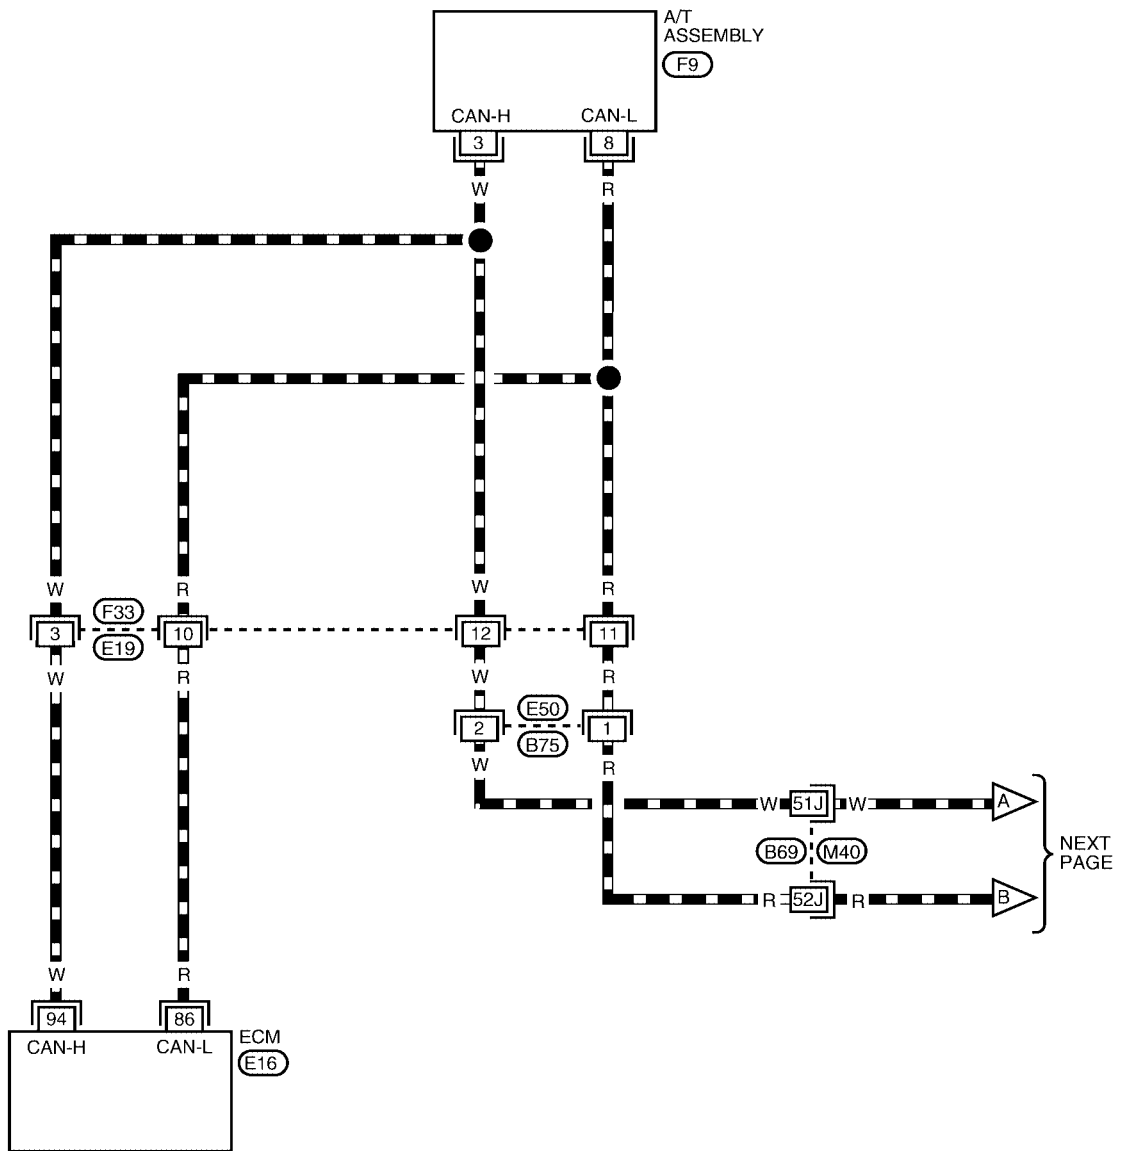 A/T
ASSEMBLY
F9
CAN-H CAN-L
3 8
W R
W R W R
F33
3 10 12 11
E19
W R W R
E50
2 1
B75
W R
W 51J W A
B69 M40
NEXT
PAGE
R 52J R B
W R
94 86
ECM
CAN-H CAN-L
E16